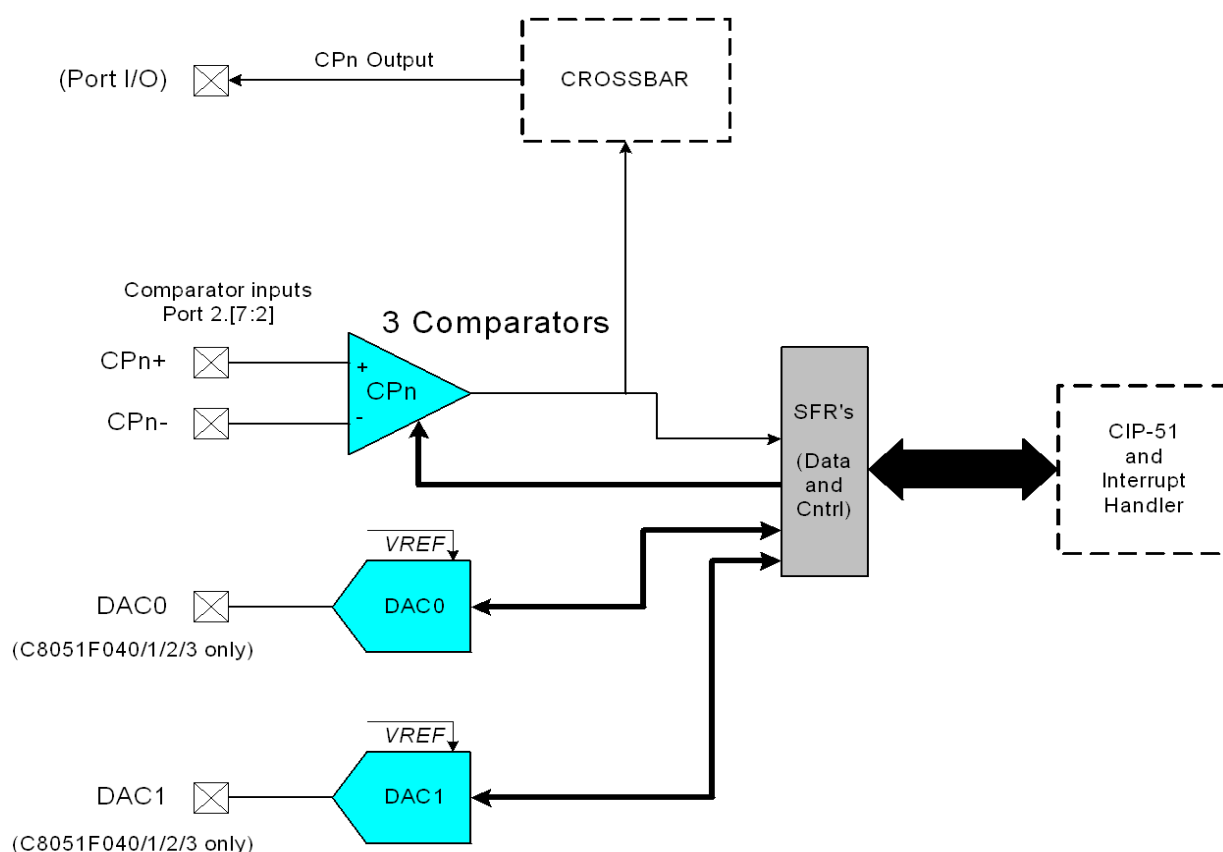 (Port I/O)
CPn Output
CROSSBAR
Comparator inputs
Port 2.[7:2]
3 Comparators
CPn+
CPn-
+
CPn
-
SFR's
(Data
and
Cntrl)
CIP-51
and
Interrupt
Handler
VREF
DAC0
DAC0
(C8051F040/1/2/3 only)
VREF
DAC1
DAC1
(C8051F040/1/2/3 only)